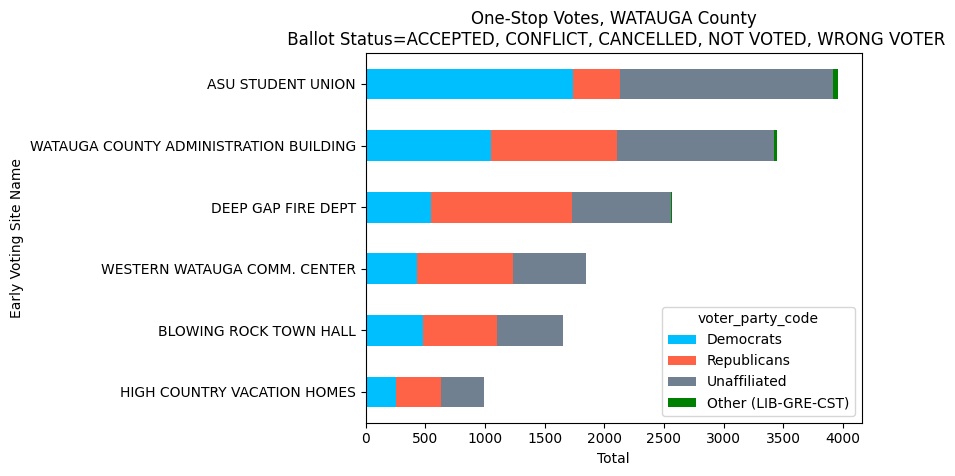 One-Stop Votes, WATAUGA County
Ballot Status=ACCEPTED, CONFLICT, CANCELLED, NOT VOTED, WRONG VOTER
Early Voting Site Name
ASU STUDENT UNION
WATAUGA COUNTY ADMINISTRATION BUILDING
DEEP GAP FIRE DEPT
WESTERN WATAUGA COMM. CENTER
BLOWING ROCK TOWN HALL
HIGH COUNTRY VACATION HOMES
voter_party_code
Democrats
Republicans
Unaffiliated
Other (LIB-GRE-CST)
0 500 1000 1500 2000 2500 3000 3500 4000
Total